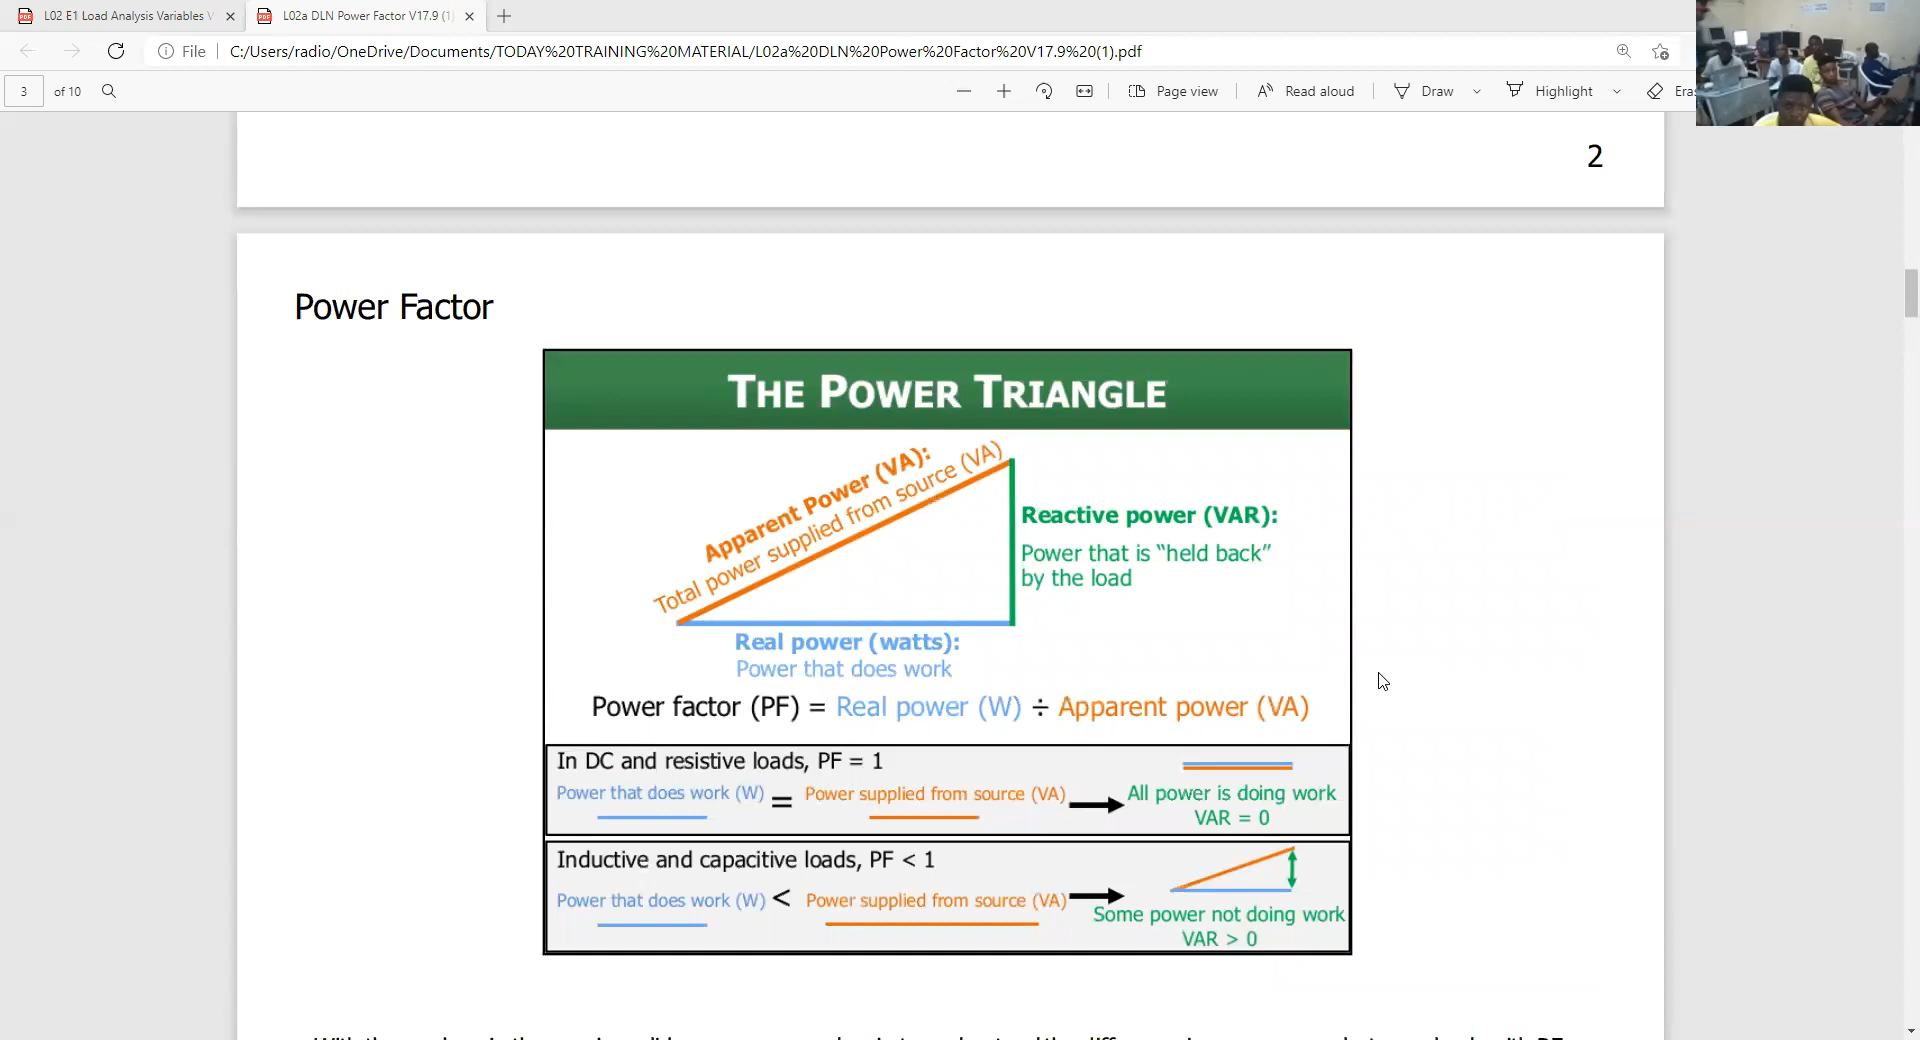 L02 E1 Load Analysis Variables V
L02a DLN Power Factor V17.9 (1)
File
C:/Users/radio/OneDrive/Documents/TODAY%20TRAINING%20MATERIAL/L02a%20DLN%20Power%20Factor%20V17.9%20(1).pdf
3 of 10
Page view
Read aloud
Draw
Highlight
Eras
2
Power Factor
THE POWER TRIANGLE
Apparent Power (VA):
Total power supplied from source (VA)
Reactive power (VAR):
Power that is “held back”
by the load
Real power (watts):
Power that does work
Power factor (PF) = Real power (W) ÷ Apparent power (VA)
In DC and resistive loads, PF = 1
Power that does work (W) = Power supplied from source (VA)
All power is doing work
VAR = 0
Inductive and capacitive loads, PF < 1
Power that does work (W) < Power supplied from source (VA)
Some power not doing work
VAR > 0